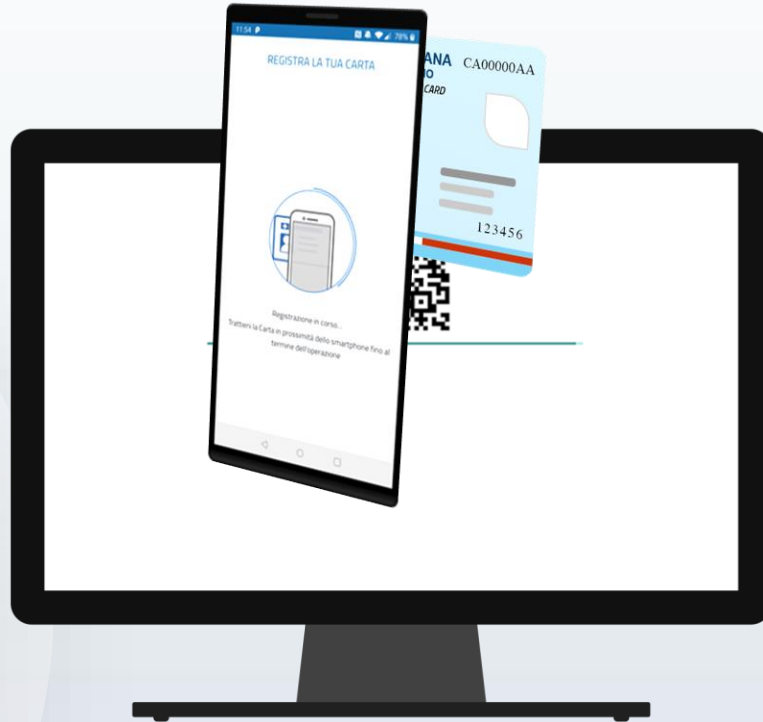 11:54
78%
REGISTRA LA TUA CARTA
Registrazione in corso...
Trattieni la Carta in prossimità dello smartphone fino al
termine dell'operazione
ANA CA00000AA
IO
CARD
123456